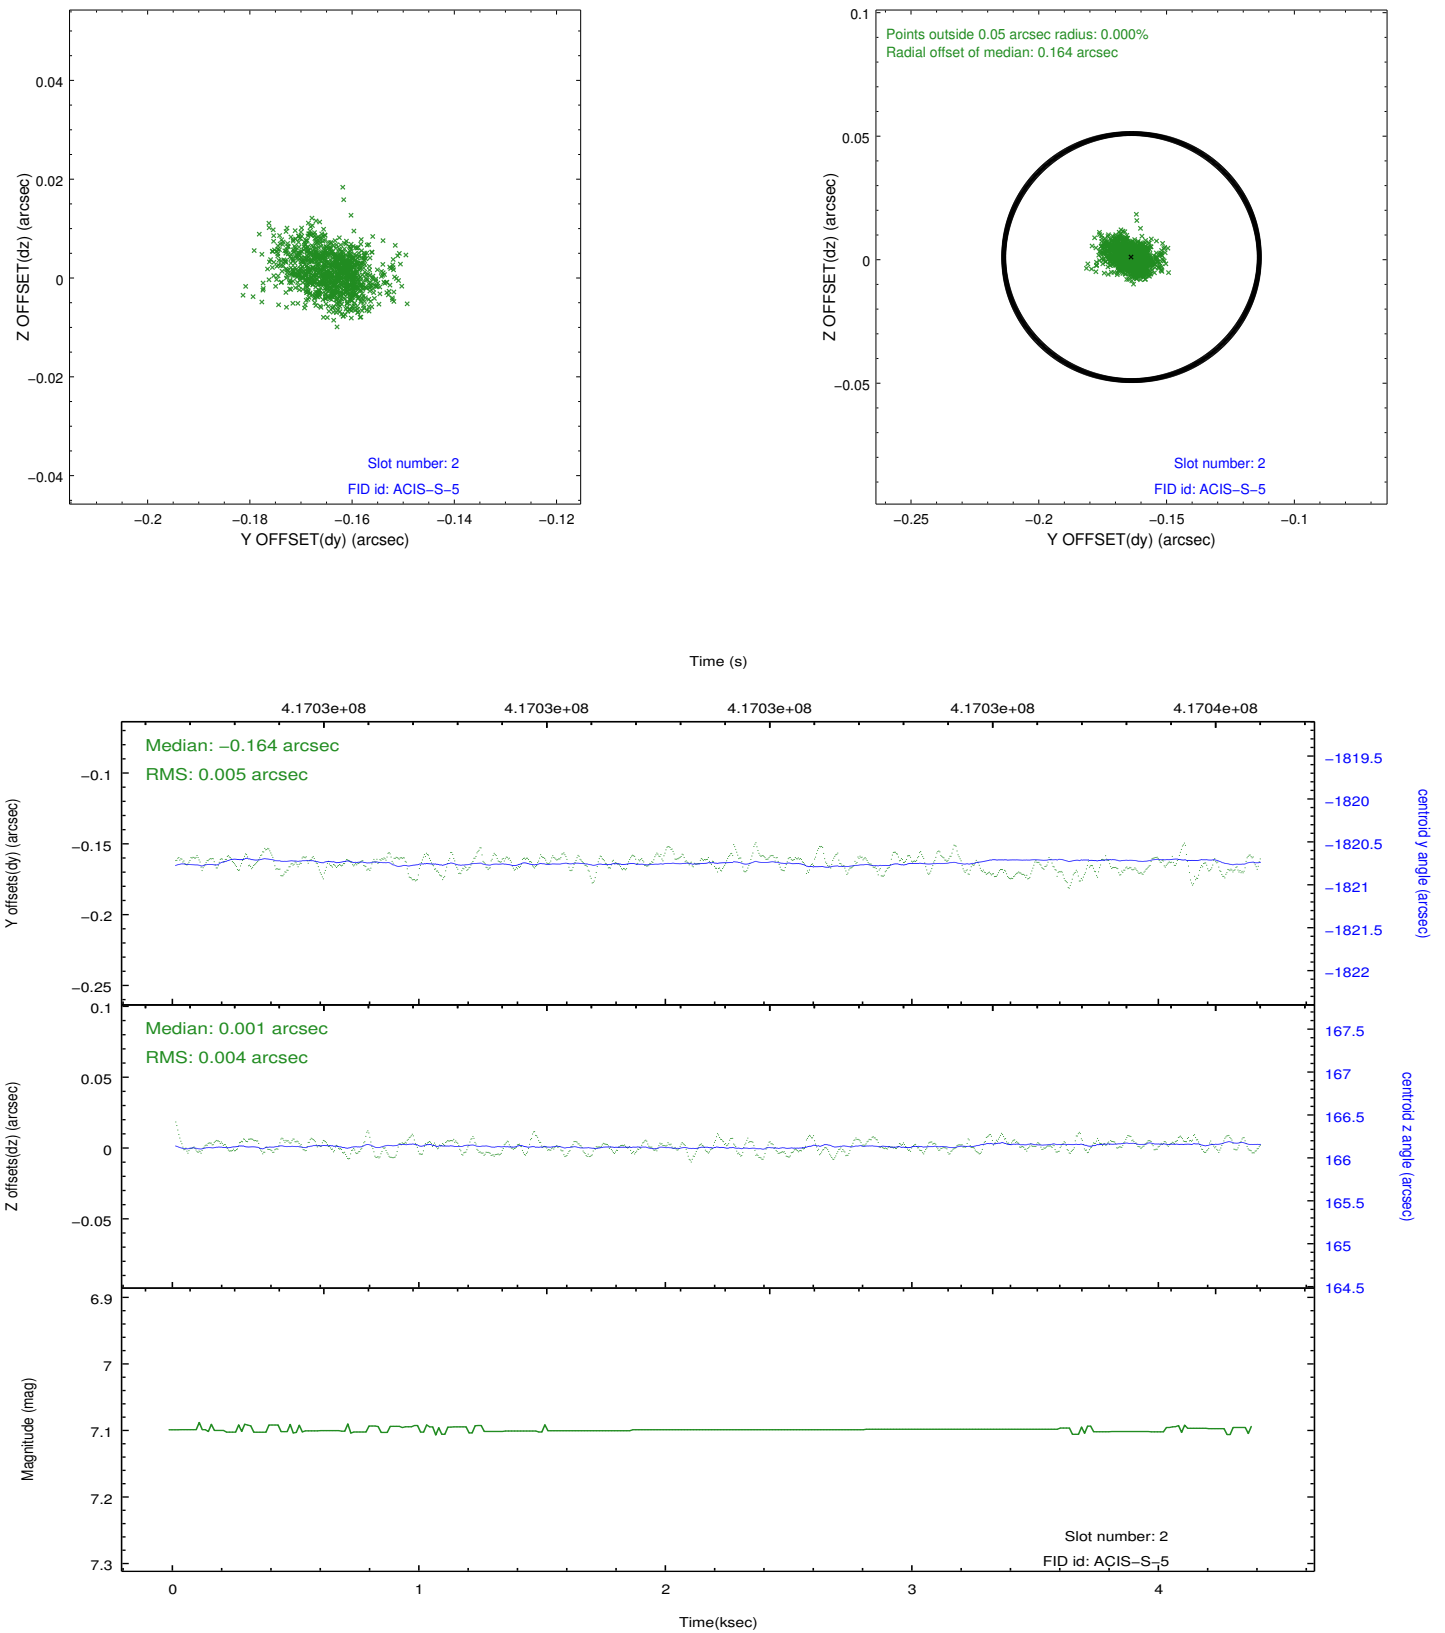 0.04
0.02
0
−0.02
−0.04
Z OFFSET(dz) (arcsec)
Slot number: 2
FID id: ACIS−S−5
−0.2 −0.18 −0.16 −0.14 −0.12
Y OFFSET(dy) (arcsec)
Points outside 0.05 arcsec radius: 0.000%
Radial offset of median: 0.164 arcsec
0.1
0.05
0
−0.05
Z OFFSET(dz) (arcsec)
Slot number: 2
FID id: ACIS−S−5
−0.25 −0.2 −0.15 −0.1
Y OFFSET(dy) (arcsec)
Time (s)
4.1703e+08 4.1703e+08 4.1703e+08 4.1703e+08 4.1704e+08
Median: −0.164 arcsec
RMS: 0.005 arcsec
−0.1
−0.15
−0.2
−0.25
Y offsets(dy) (arcsec)
−1819.5
−1820
−1820.5
−1821
−1821.5
−1822
centroid y angle (arcsec)
Median: 0.001 arcsec
RMS: 0.004 arcsec
0.1
0.05
0
−0.05
Z offsets(dz) (arcsec)
167.5
167
166.5
166
165.5
165
164.5
centroid z angle (arcsec)
6.9
7
7.1
7.2
7.3
Magnitude (mag)
Slot number: 2
FID id: ACIS−S−5
0 1 2 3 4
Time(ksec)